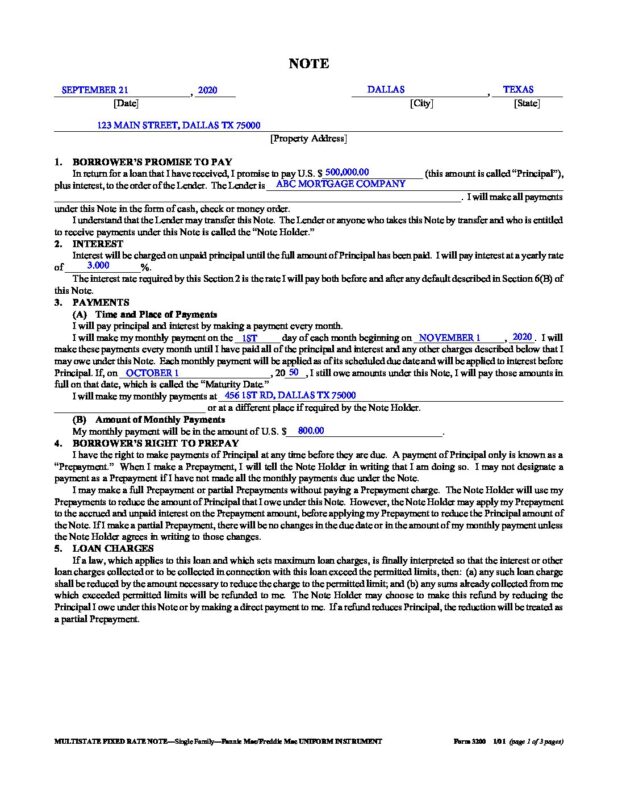 NOTE
SEPTEMBER 21 , 2020 DALLAS , TEXAS
[Date] [City] [State]
123 MAIN STREET, DALLAS TX 75000
[Property Address]
1. BORROWER'S PROMISE TO PAY
In return for a loan that I have received, I promise to pay U.S. $ 500,000.00 (this amount is called “Principal”),
plus interest, to the order of the Lender. The Lender is ABC MORTGAGE COMPANY
. I will make all payments
under this Note in the form of cash, check or money order.
I understand that the Lender may transfer this Note. The Lender or anyone who takes this Note by transfer and who is entitled
to receive payments under this Note is called the “Note Holder.”
2. INTEREST
Interest will be charged on unpaid principal until the full amount of Principal has been paid. I will pay interest at a yearly rate
of 3.000 %.
The interest rate required by this Section 2 is the rate I will pay both before and after any default described in Section 6(B) of
this Note.
3. PAYMENTS
(A) Time and Place of Payments
I will pay principal and interest by making a payment every month.
I will make my monthly payment on the 1ST day of each month beginning on NOVEMBER 1 , 2020 . I will
make these payments every month until I have paid all of the principal and interest and any other charges described below that I
may owe under this Note. Each monthly payment will be applied as of its scheduled due date and will be applied to interest before
Principal. If, on OCTOBER 1 , 20 50 , I still owe amounts under this Note, I will pay those amounts in
full on that date, which is called the “Maturity Date.”
I will make my monthly payments at 456 1ST RD, DALLAS TX 75000
or at a different place if required by the Note Holder.
(B) Amount of Monthly Payments
My monthly payment will be in the amount of U.S. $ 800.00 .
4. BORROWER'S RIGHT TO PREPAY
I have the right to make payments of Principal at any time before they are due. A payment of Principal only is known as a
“Prepayment.” When I make a Prepayment, I will tell the Note Holder in writing that I am doing so. I may not designate a
payment as a Prepayment if I have not made all the monthly payments due under the Note.
I may make a full Prepayment or partial Prepayments without paying a Prepayment charge. The Note Holder will use my
Prepayments to reduce the amount of Principal that I owe under this Note. However, the Note Holder may apply my Prepayment
to the accrued and unpaid interest on the Prepayment amount, before applying my Prepayment to reduce the Principal amount of
the Note. If I make a partial Prepayment, there will be no changes in the due date or in the amount of my monthly payment unless
the Note Holder agrees in writing to those changes.
5. LOAN CHARGES
If a law, which applies to this loan and which sets maximum loan charges, is finally interpreted so that the interest or other
loan charges collected or to be collected in connection with this loan exceed the permitted limits, then: (a) any such loan charge
shall be reduced by the amount necessary to reduce the charge to the permitted limit; and (b) any sums already collected from me
which exceeded permitted limits will be refunded to me. The Note Holder may choose to make this refund by reducing the
Principal I owe under this Note or by making a direct payment to me. If a refund reduces Principal, the reduction will be treated as
a partial Prepayment.
MULTISTATE FIXED RATE NOTE—Single Family—Fannie Mae/Freddie Mac UNIFORM INSTRUMENT Form 3200 1/01 (page 1 of 3 pages)